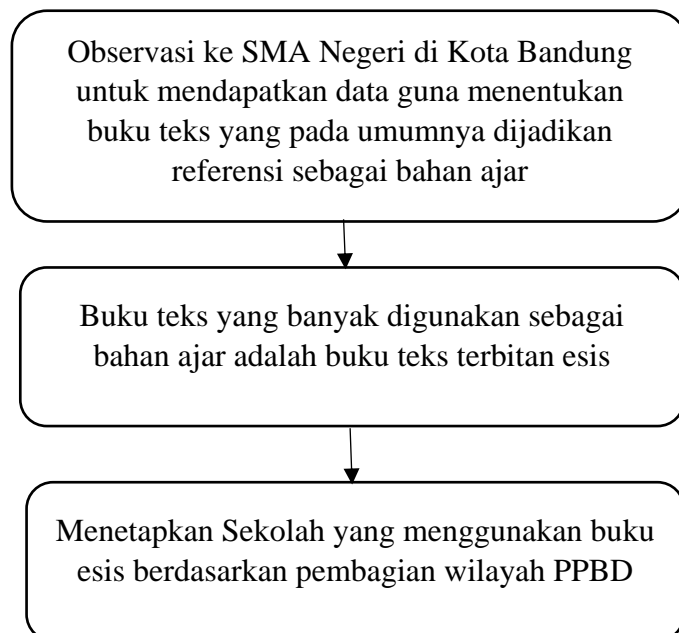 Observasi ke SMA Negeri di Kota Bandung
untuk mendapatkan data guna menentukan
buku teks yang pada umumnya dijadikan
referensi sebagai bahan ajar
Buku teks yang banyak digunakan sebagai
bahan ajar adalah buku teks terbitan esis
Menetapkan Sekolah yang menggunakan buku
esis berdasarkan pembagian wilayah PPBD